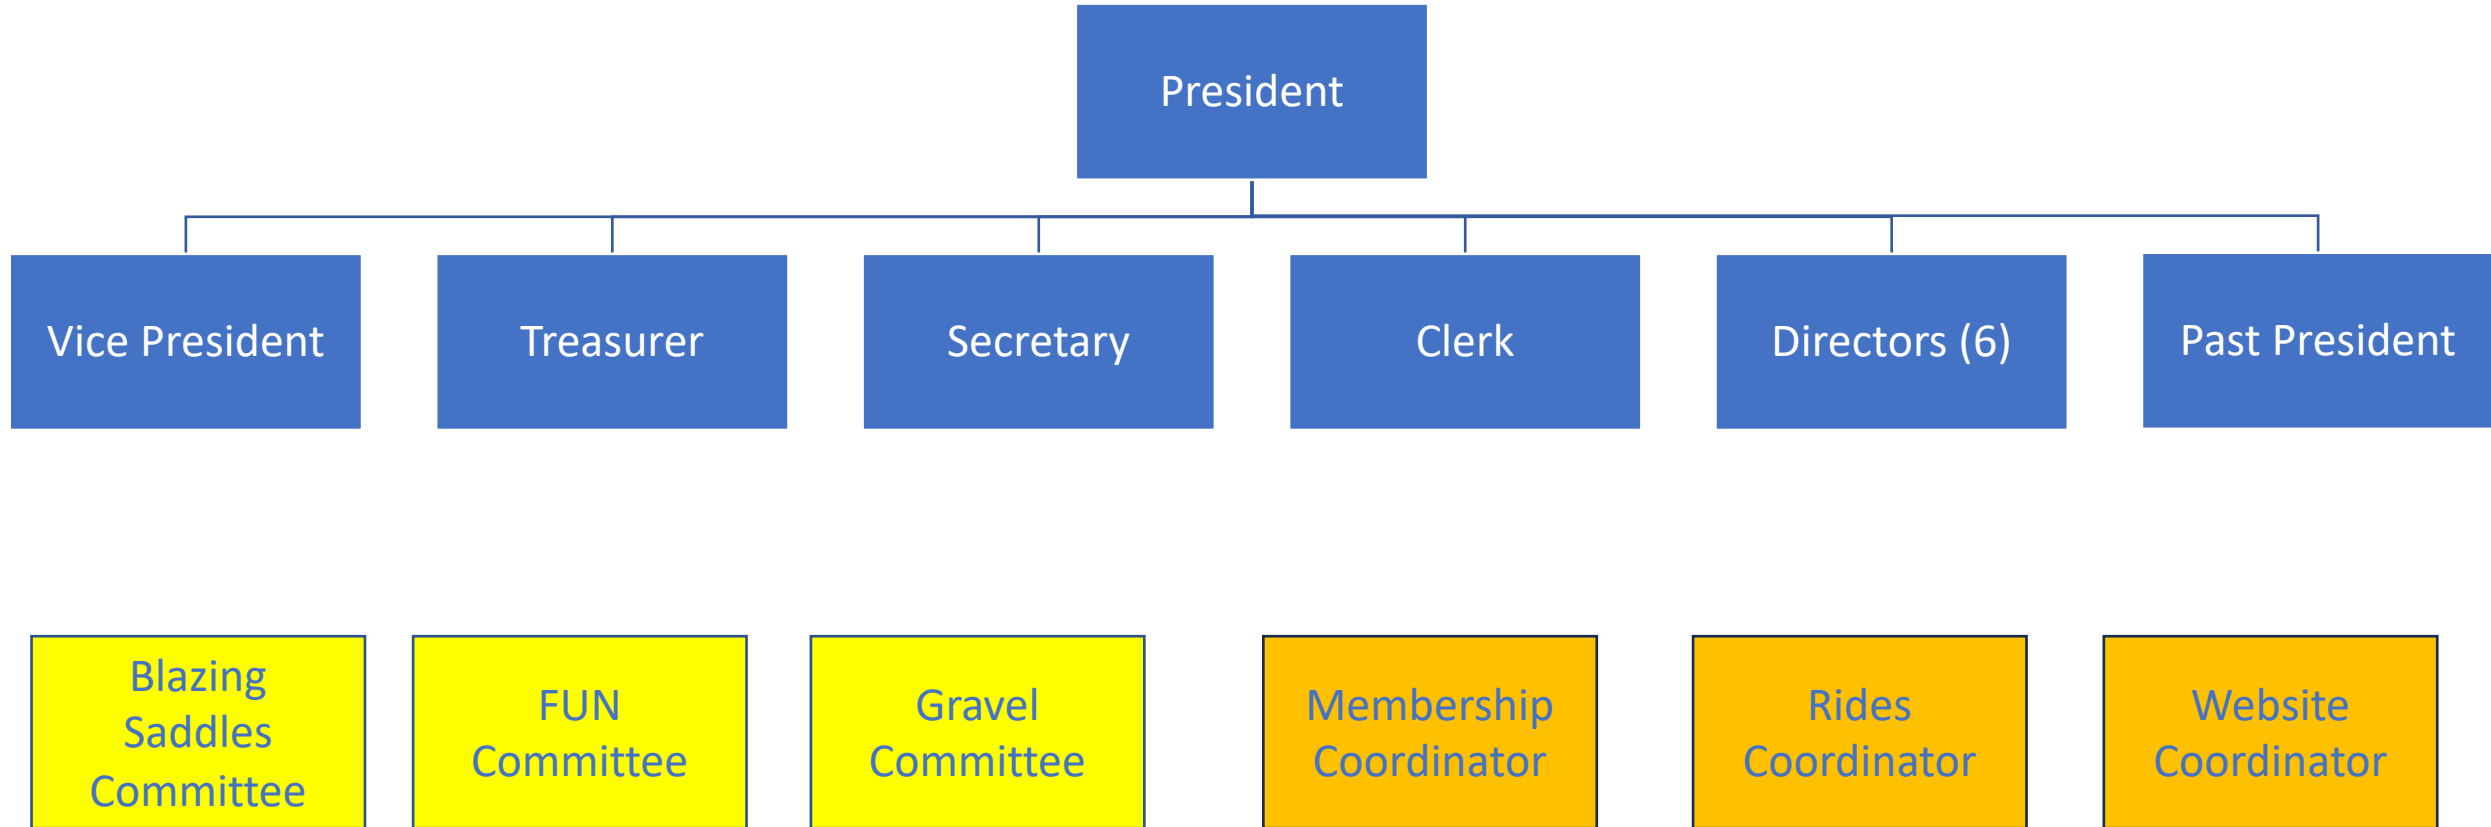 President
Vice President
Treasurer
Secretary
Clerk
Directors (6)
Past President
Blazing
Saddles
Committee
FUN
Committee
Gravel
Committee
Membership
Coordinator
Rides
Coordinator
Website
Coordinator